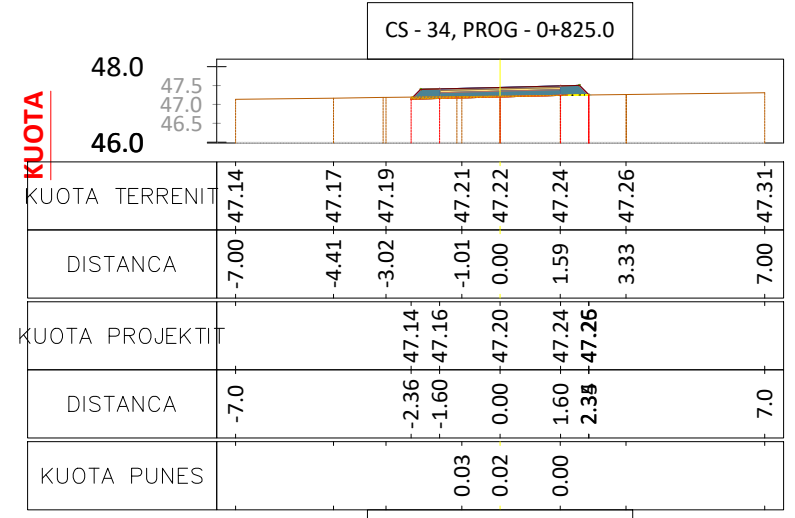 CS - 34, PROG - 0+825.0
KUOTA
48.0
47.5
47.0
46.5
46.0
KUOTA TERRENIT 47.14 47.17 47.19 47.21 47.22 47.24 47.26 47.31
DISTANCA -7.00 -4.41 -3.02 -1.01 0.00 1.59 3.33 7.00
KUOTA PROJEKTIT 47.14 47.16 47.20 47.24
DISTANCA -7.0 -2.36 -1.60 0.00 1.60 7.0
KUOTA PUNES 0.03 0.02 0.00